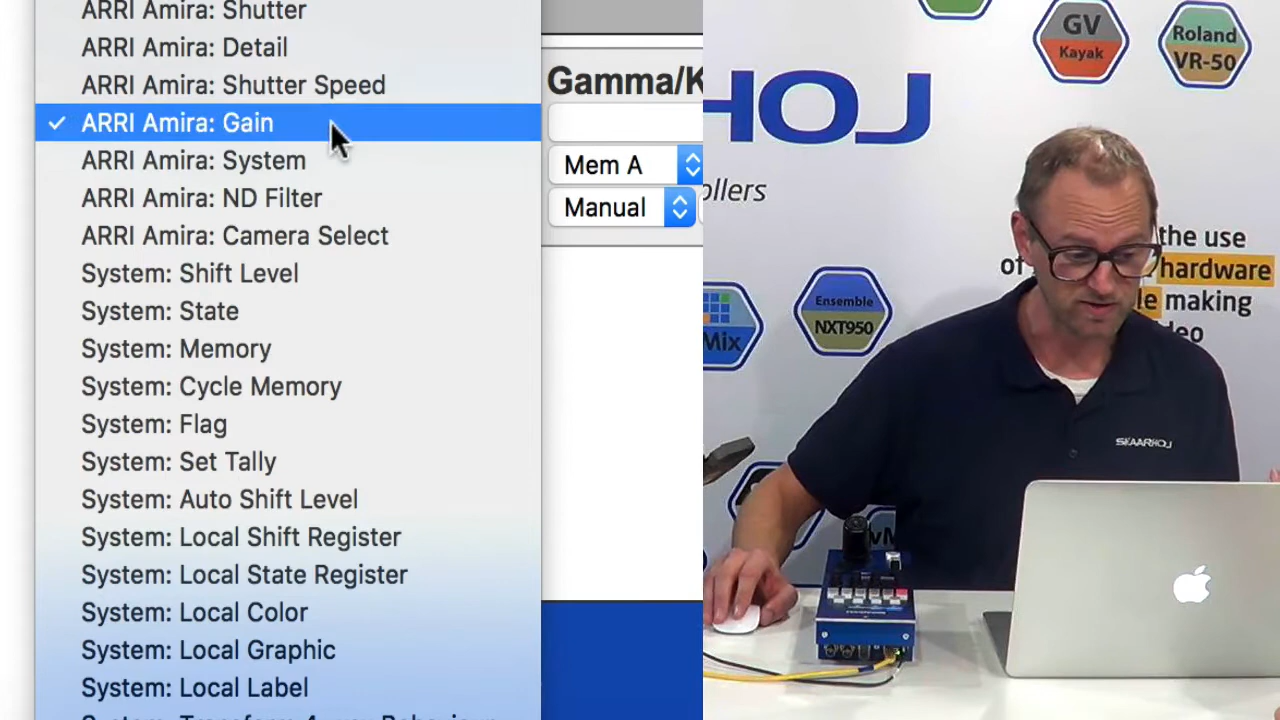 ARRI Amira: Shutter
ARRI Amira: Detail
ARRI Amira: Shutter Speed
ARRI Amira: Gain
ARRI Amira: System
ARRI Amira: ND Filter
ARRI Amira: Camera Select
System: Shift Level
System: State
System: Memory
System: Cycle Memory
System: Flag
System: Set Tally
System: Auto Shift Level
System: Local Shift Register
System: Local State Register
System: Local Color
System: Local Graphic
System: Local Label
Gamma/K
Mem A
Manual
GV
Kayak
Roland
VR-50
HOJ
ollers
the use
of
hardware
le making
deo
Ensemble
NXT950
Mix
SKAARHOJ